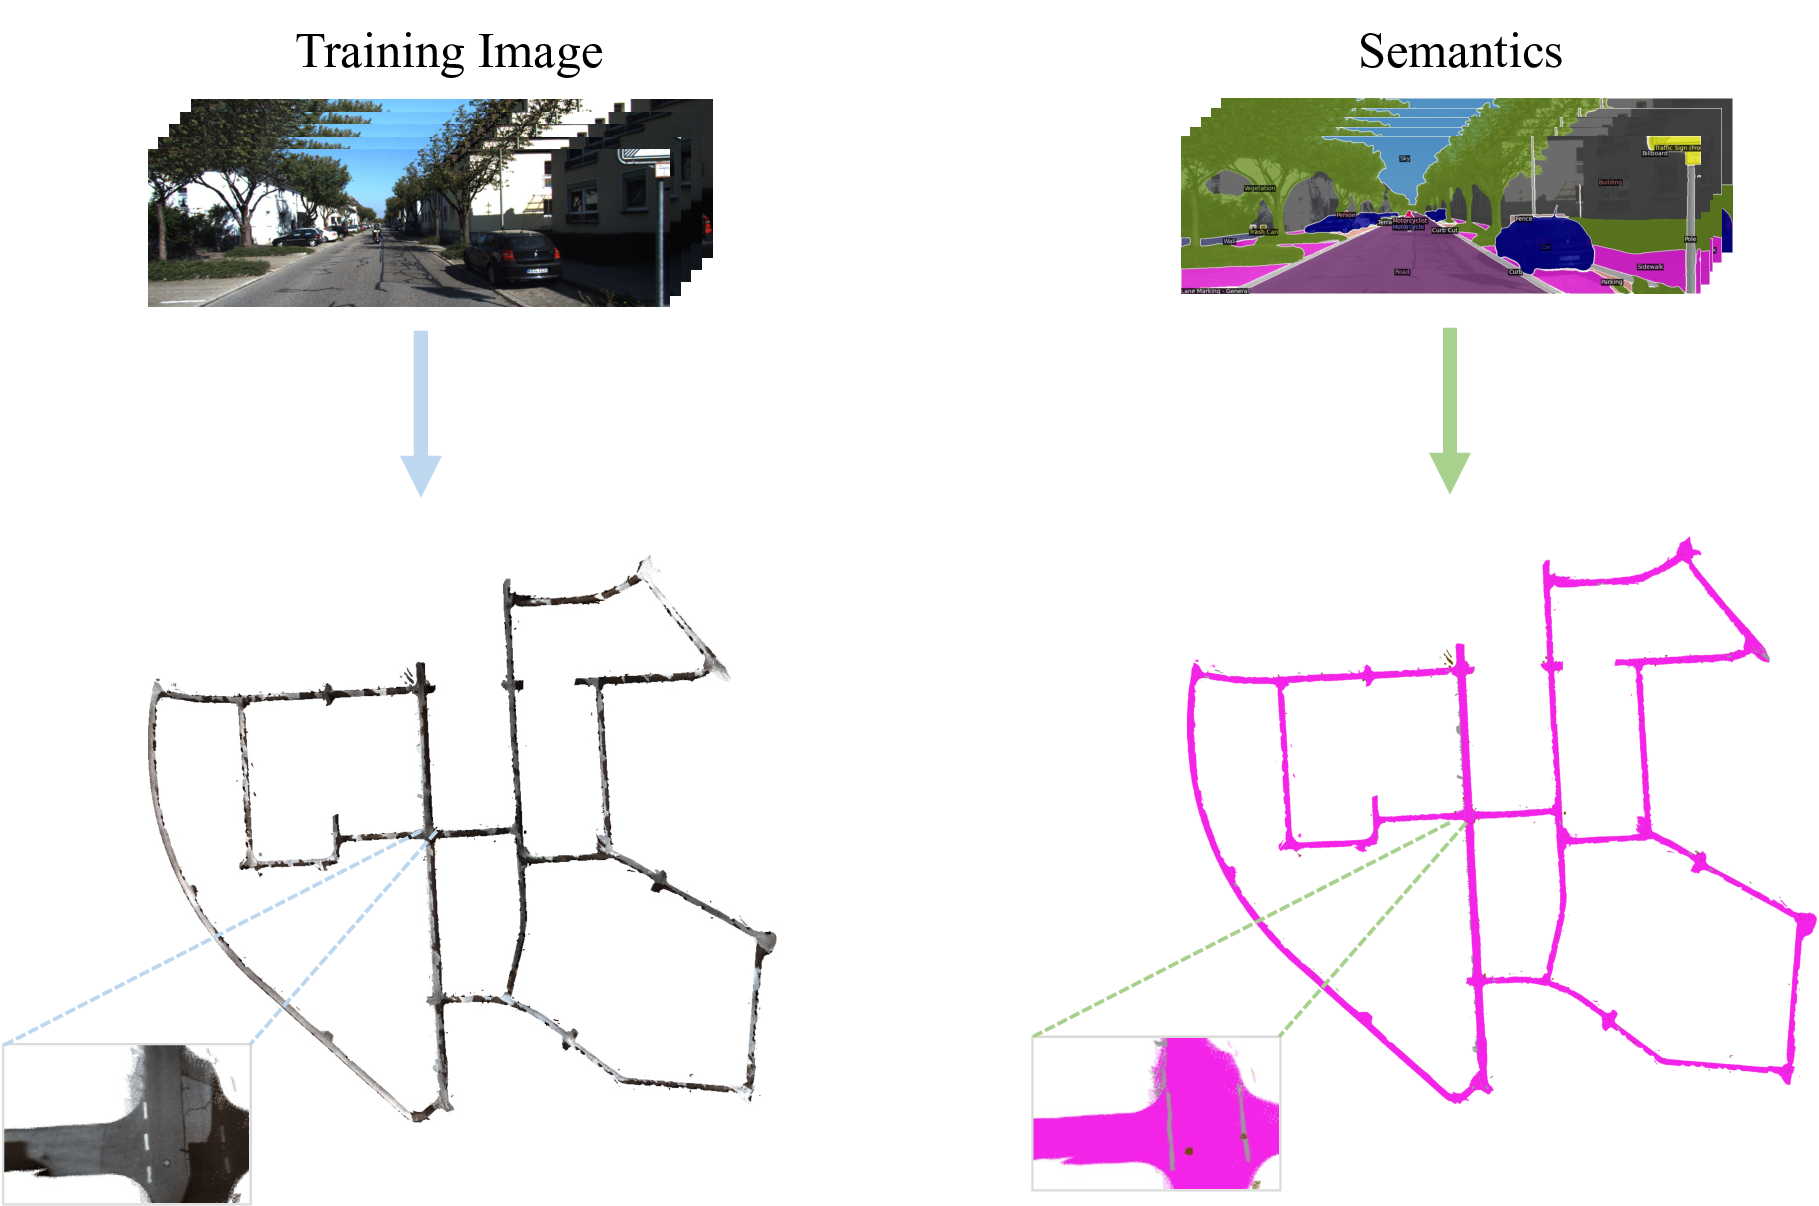 Training Image
Semantics
Sky
Vegetation
Traffic Sign (Fro
Billboard
Building
Person
Trash Can
Terra
Motorcyclist
Motorcycle
Curb Cut
Fence
Wall
Car
Pole
Road
Curb
Sidewalk
Parking
Lane Marking - General